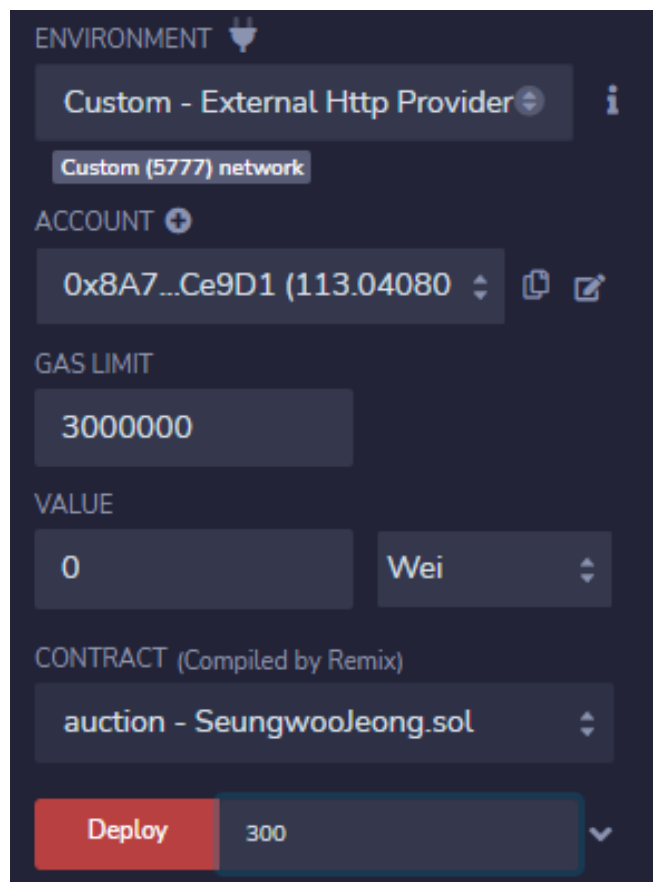 ENVIRONMENT
Custom - External Http Provider
Custom (5777) network
ACCOUNT
0x8A7...Ce9D1 (113.04080
GAS LIMIT
3000000
VALUE
0 Wei
CONTRACT (Compiled by Remix)
auction - SeungwooJeong.sol
Deploy 300